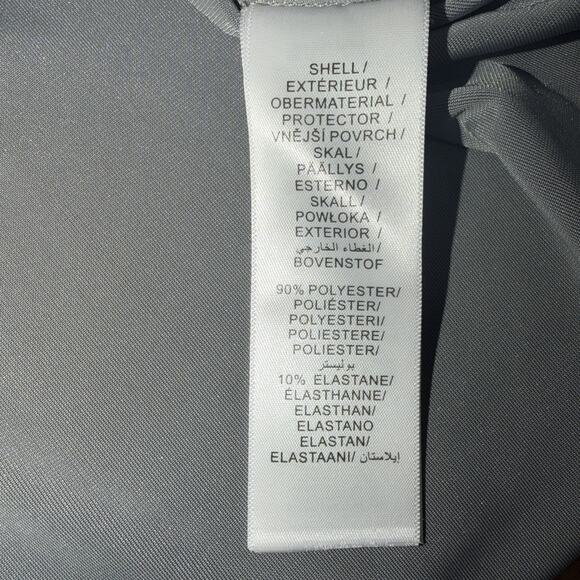 SHELL/
EXTÉRIEUR/
OBERMATERIAL /
PROTECTOR /
VNĚJŠÍ POVRCH/
SKAL/
PÄÄLLYS /
ESTERNO /
SKALL/
POWŁOKA/
EXTERIOR /
الغطاء الخارجي/
BOVENSTOF
90% POLYESTER/
POLIÉSTER/
POLYESTERI/
POLIESTERE/
POLIESTER/
بوليستر
10% ELASTANE/
ÉLASTHANNE/
ELASTHAN/
ELASTANO
ELASTAN/
ELASTAANI/ إيلاستان/